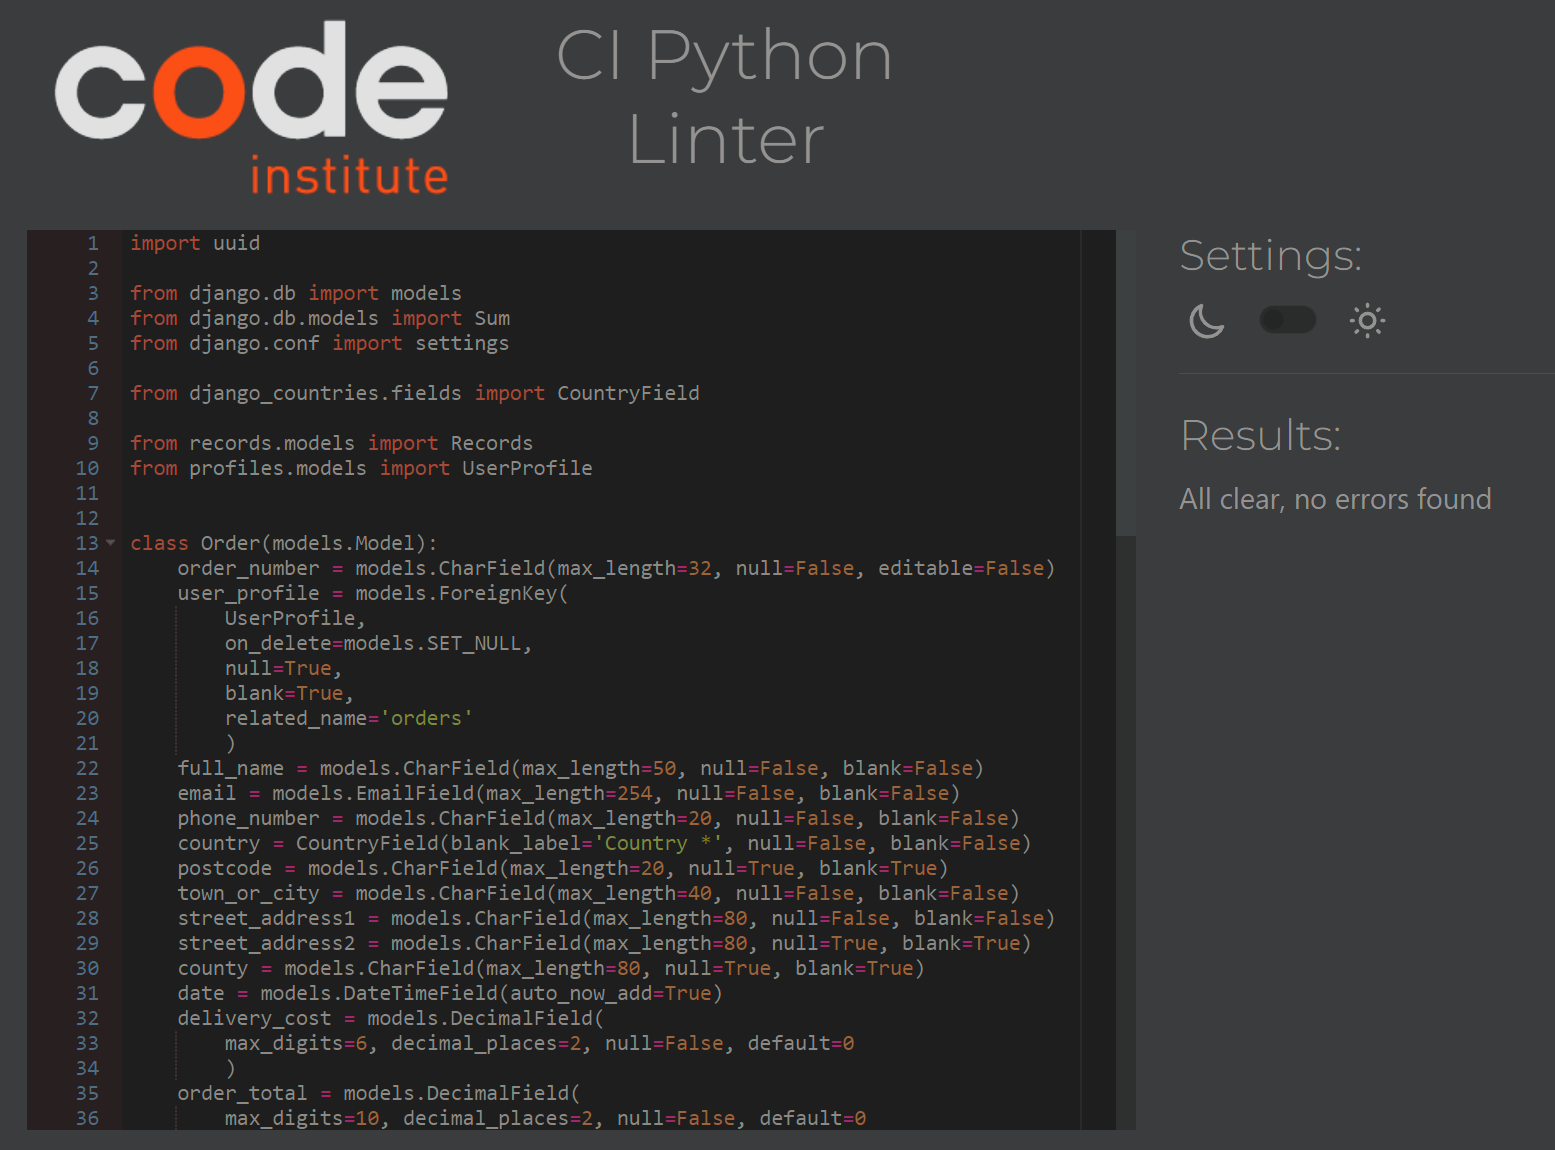 code
institute
CI Python
Linter
1 import uuid
2
3 from django.db import models
4 from django.db.models import Sum
5 from django.conf import settings
6
7 from django_countries.fields import CountryField
8
9 from records.models import Records
10 from profiles.models import UserProfile
11
12
13 class Order(models.Model):
14     order_number = models.CharField(max_length=32, null=False, editable=False)
15     user_profile = models.ForeignKey(
16         UserProfile,
17         on_delete=models.SET_NULL,
18         null=True,
19         blank=True,
20         related_name='orders'
21         )
22     full_name = models.CharField(max_length=50, null=False, blank=False)
23     email = models.EmailField(max_length=254, null=False, blank=False)
24     phone_number = models.CharField(max_length=20, null=False, blank=False)
25     country = CountryField(blank_label='Country *', null=False, blank=False)
26     postcode = models.CharField(max_length=20, null=True, blank=True)
27     town_or_city = models.CharField(max_length=40, null=False, blank=False)
28     street_address1 = models.CharField(max_length=80, null=False, blank=False)
29     street_address2 = models.CharField(max_length=80, null=True, blank=True)
30     county = models.CharField(max_length=80, null=True, blank=True)
31     date = models.DateTimeField(auto_now_add=True)
32     delivery_cost = models.DecimalField(
33         max_digits=6, decimal_places=2, null=False, default=0
34         )
35     order_total = models.DecimalField(
36         max_digits=10, decimal_places=2, null=False, default=0
Settings:
Results:
All clear, no errors found